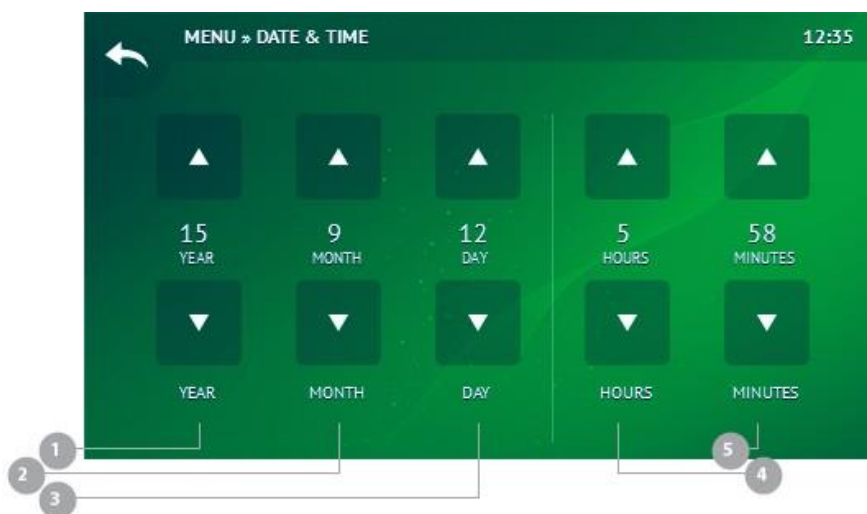 MENU » DATE & TIME 12:35
15 9 12 5 58
YEAR MONTH DAY HOURS MINUTES
YEAR MONTH DAY HOURS MINUTES
1 5
2 4
3